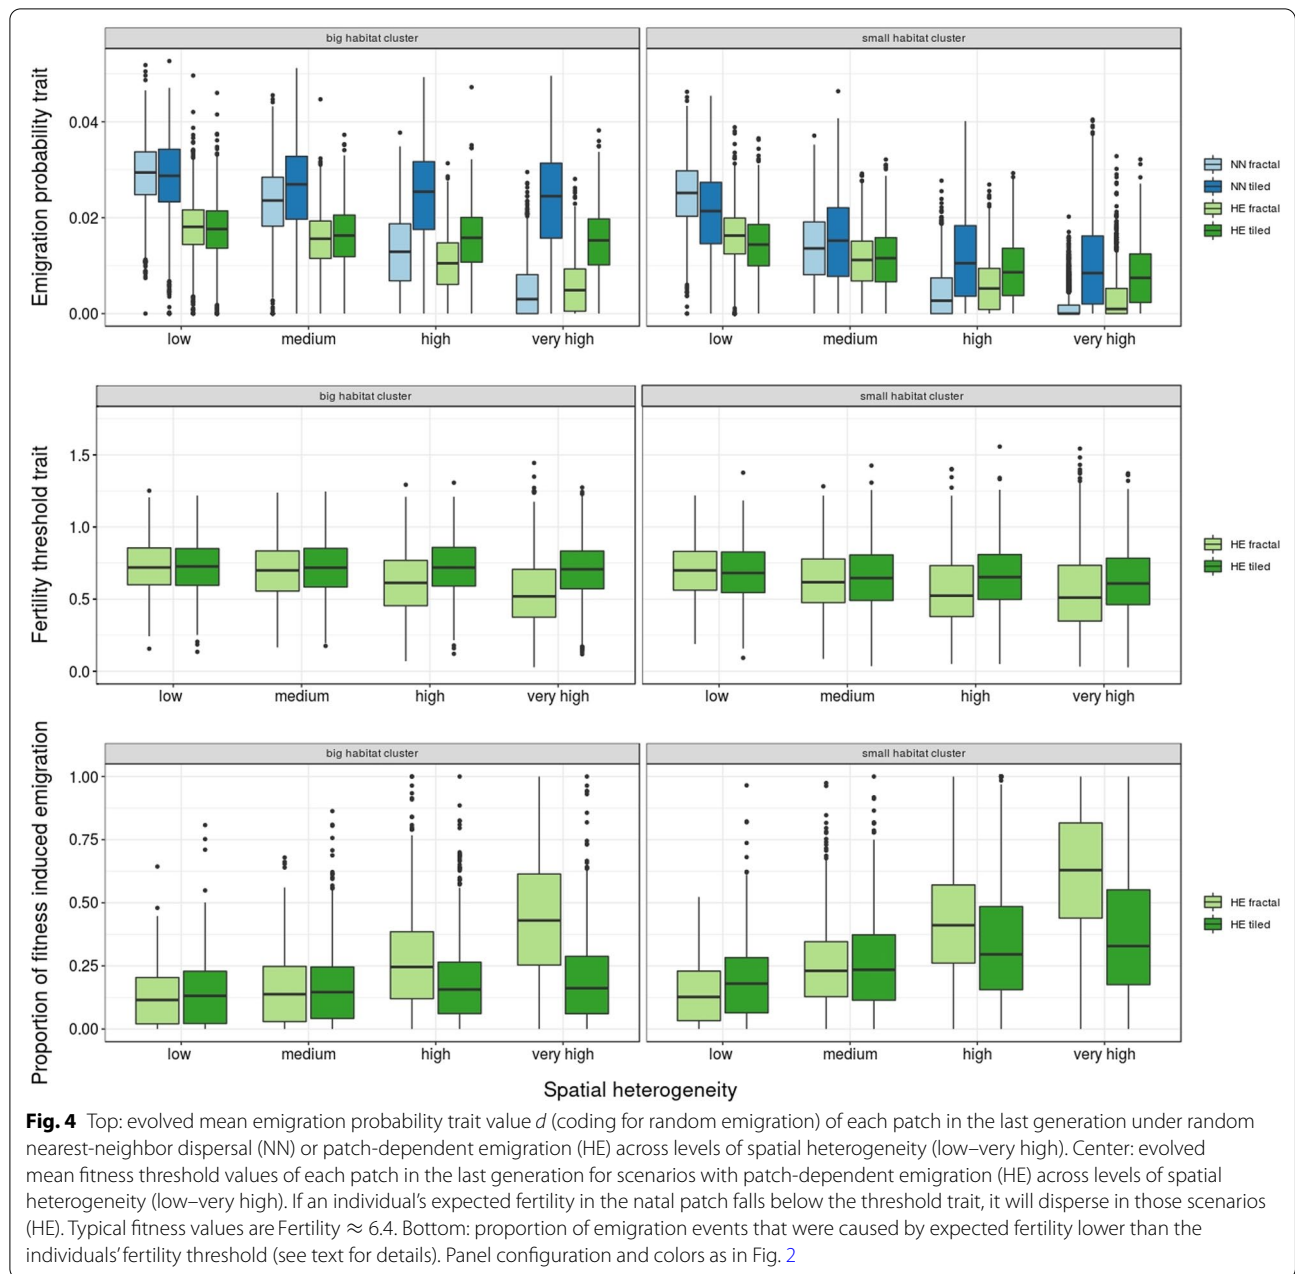 big habitat cluster
small habitat cluster
Emigration probability trait
0.04
0.02
0.00
low medium high very high
low medium high very high
NN fractal
NN tiled
HE fractal
HE tiled
big habitat cluster
small habitat cluster
Fertility threshold trait
1.5
1.0
0.5
0.0
low medium high very high
low medium high very high
HE fractal
HE tiled
big habitat cluster
small habitat cluster
Proportion of fitness induced emigration
1.00
0.75
0.50
0.25
0.00
low medium high very high
low medium high very high
HE fractal
HE tiled
Spatial heterogeneity
Fig. 4 Top: evolved mean emigration probability trait value d (coding for random emigration) of each patch in the last generation under random
nearest-neighbor dispersal (NN) or patch-dependent emigration (HE) across levels of spatial heterogeneity (low–very high). Center: evolved
mean fitness threshold values of each patch in the last generation for scenarios with patch-dependent emigration (HE) across levels of spatial
heterogeneity (low–very high). If an individual's expected fertility in the natal patch falls below the threshold trait, it will disperse in those scenarios
(HE). Typical fitness values are Fertility ≈ 6.4. Bottom: proportion of emigration events that were caused by expected fertility lower than the
individuals' fertility threshold (see text for details). Panel configuration and colors as in Fig. 2